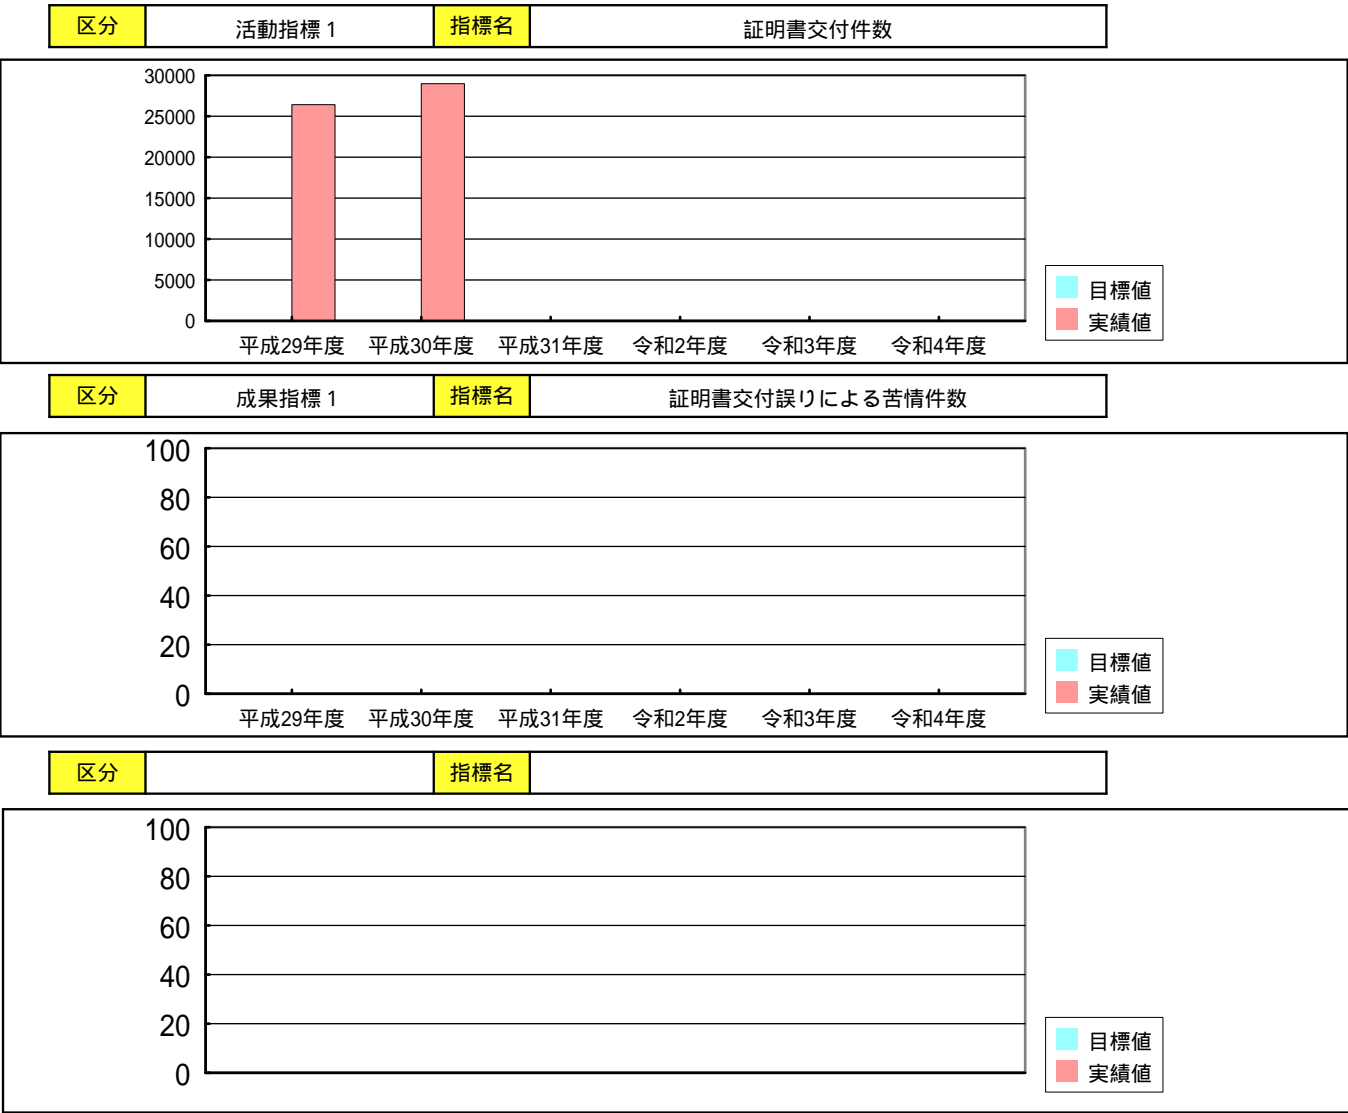 区分 活動指標1 指標名 証明書交付件数
30000
25000
20000
15000
10000
5000
0
平成29年度 平成30年度 平成31年度 令和2年度 令和3年度 令和4年度
目標値
実績値
区分 成果指標1 指標名 証明書交付誤りによる苦情件数
100
80
60
40
20
0
平成29年度 平成30年度 平成31年度 令和2年度 令和3年度 令和4年度
目標値
実績値
区分 指標名
100
80
60
40
20
0
目標値
実績値